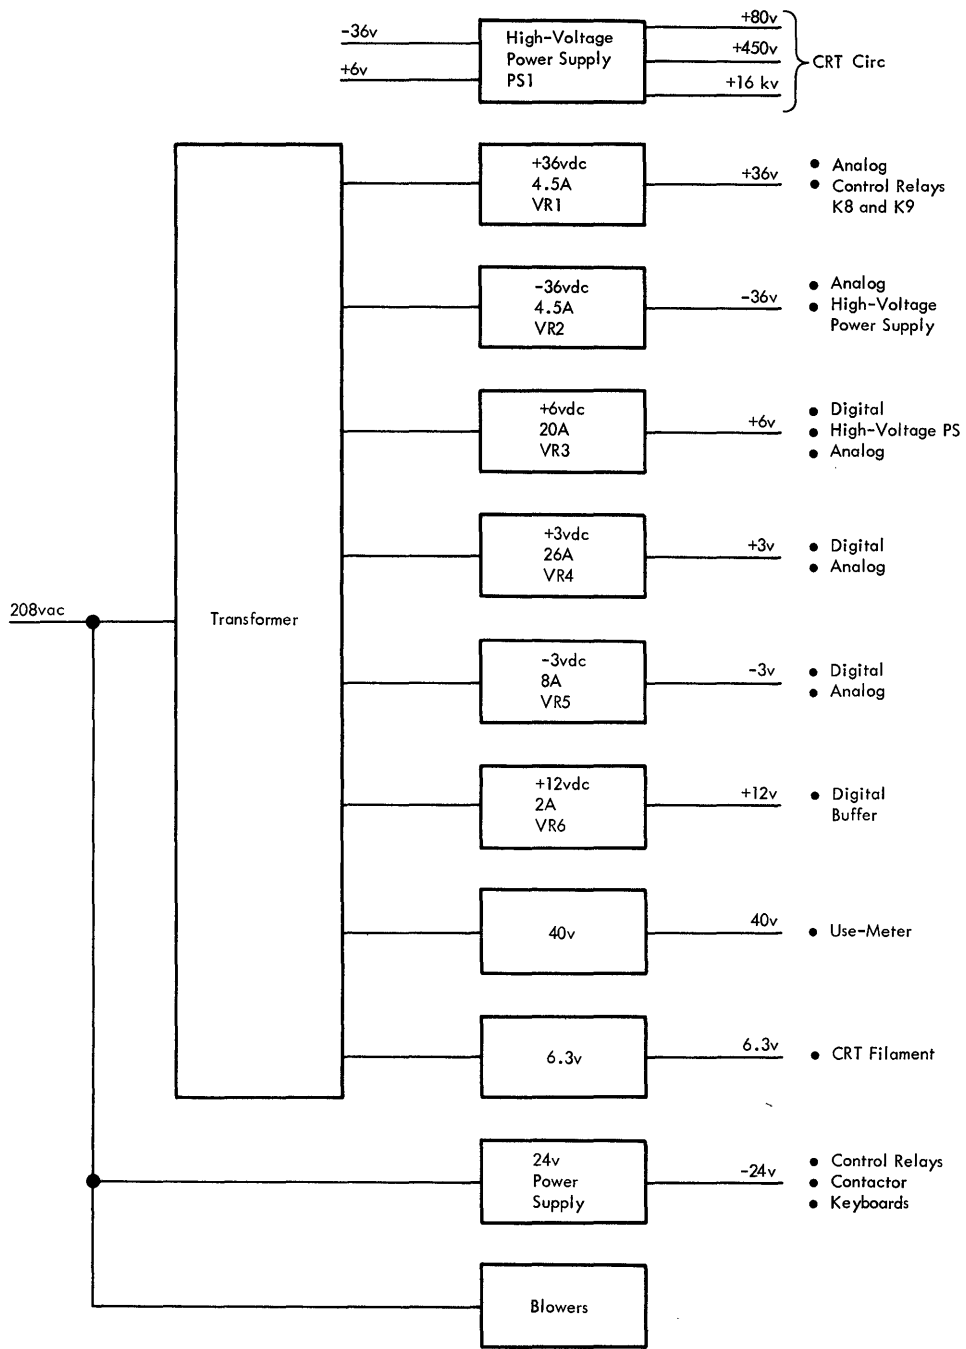 -36v
+6v
High-Voltage
Power Supply
PS1
+80v
+450v
+16 kv
CRT Circ
+36vdc
4.5A
VR1
+36v
● Analog
● Control Relays
K8 and K9
-36vdc
4.5A
VR2
-36v
● Analog
● High-Voltage
Power Supply
+6vdc
20A
VR3
+6v
● Digital
● High-Voltage PS
● Analog
+3vdc
26A
VR4
+3v
● Digital
● Analog
208vac
Transformer
-3vdc
8A
VR5
-3v
● Digital
● Analog
+12vdc
2A
VR6
+12v
● Digital
Buffer
40v
40v
● Use-Meter
6.3v
6.3v
● CRT Filament
24v
Power
Supply
-24v
● Control Relays
● Contactor
● Keyboards
Blowers